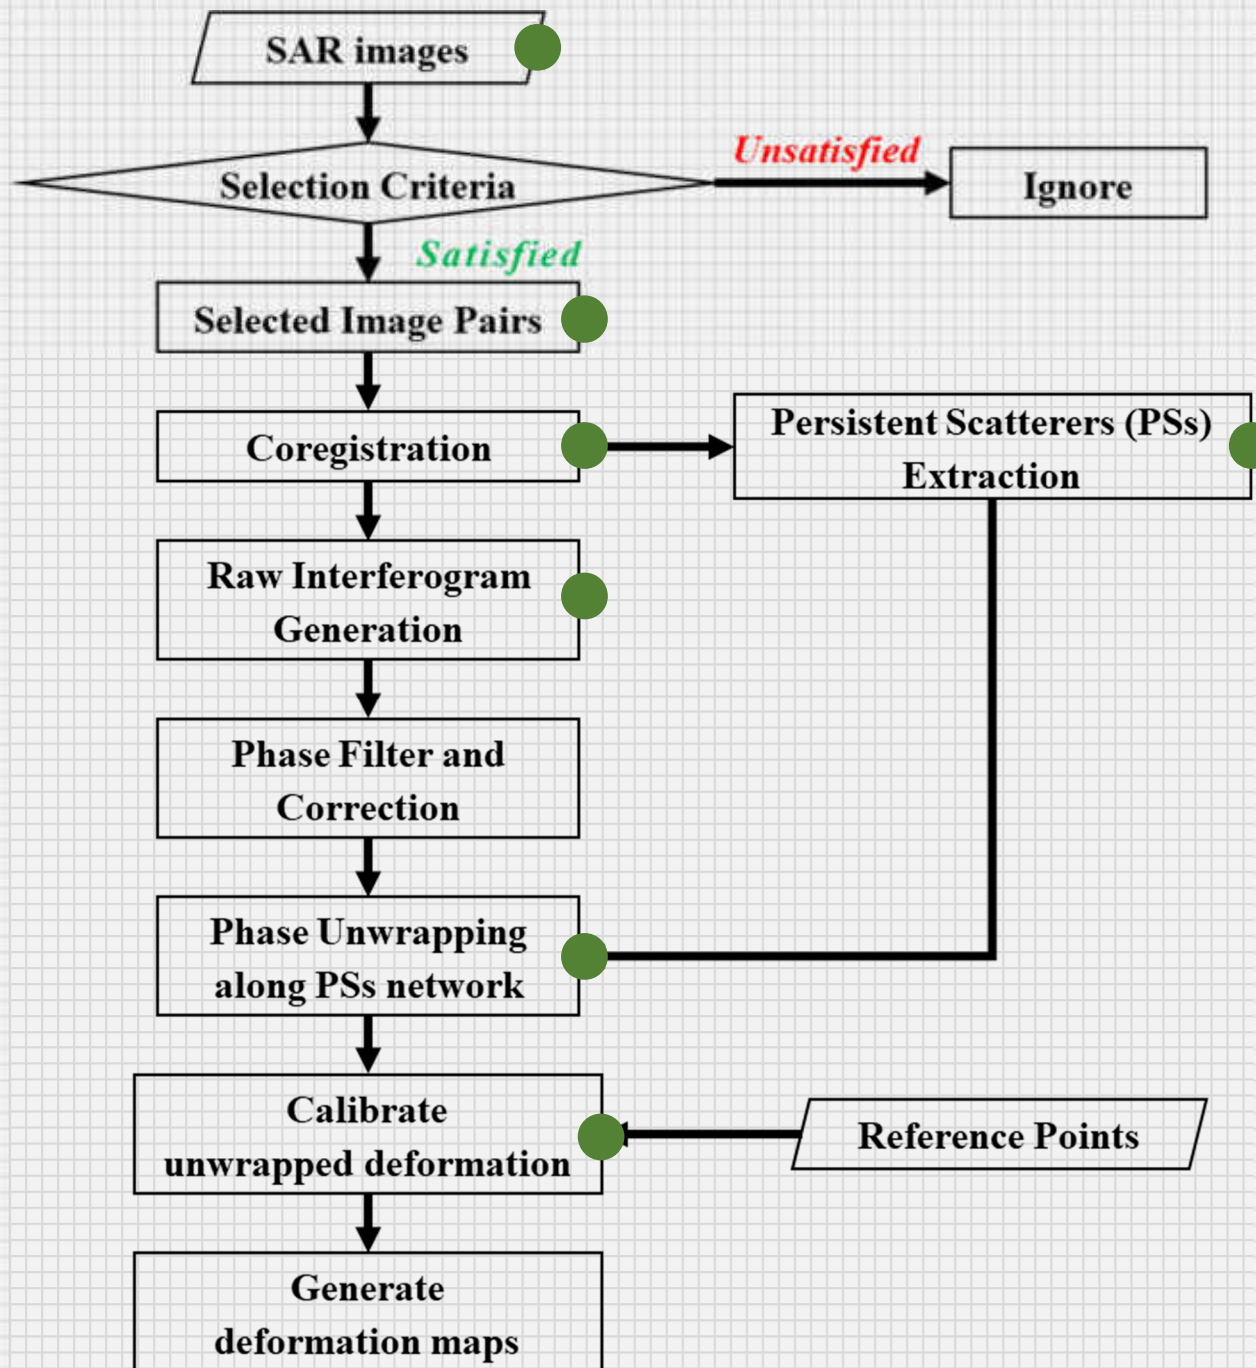 SAR images
Unsatisfied
Selection Criteria
Ignore
Satisfied
Selected Image Pairs
Coregistration
Persistent Scatterers (PSs)
Extraction
Raw Interferogram
Generation
Phase Filter and
Correction
Phase Unwrapping
along PSs network
Calibrate
unwrapped deformation
Reference Points
Generate
deformation maps